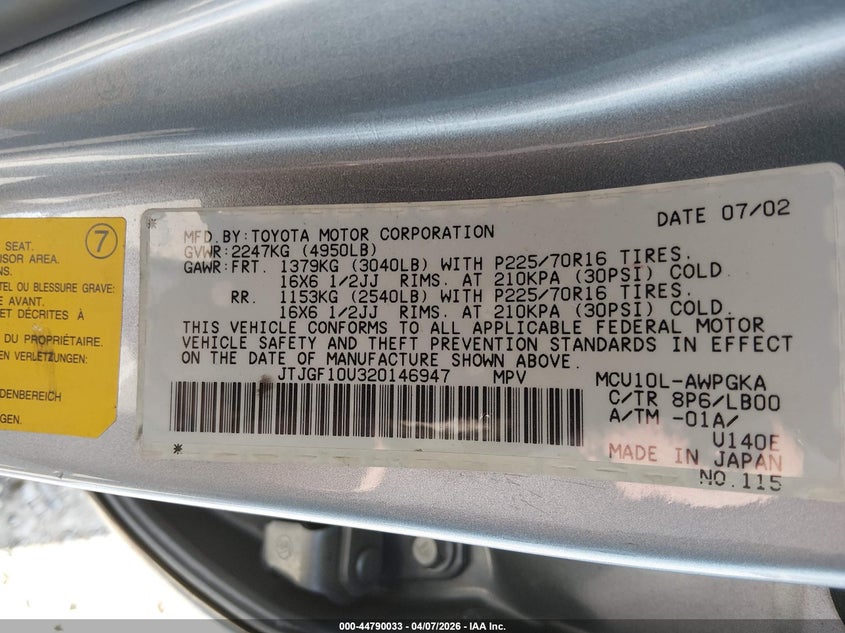 7
SEAT.
SOR AREA.
NS.
TEL OU BLESSURE GRAVE:
E AVANT.
ET DÉCRITES À
DU PROPRIÉTAIRE.
EN VERLETZUNGEN:
DENBEREICH
GEN.
DATE 07/02
MFD.BY:TOYOTA MOTOR CORPORATION
GVWR:2247KG (4950LB)
GAWR:FRT. 1379KG (3040LB) WITH P225/70R16 TIRES.
16X6 1/2JJ RIMS. AT 210KPA (30PSI) COLD.
RR. 1153KG (2540LB) WITH P225/70R16 TIRES.
16X6 1/2JJ RIMS. AT 210KPA (30PSI) COLD.
THIS VEHICLE CONFORMS TO ALL APPLICABLE FEDERAL MOTOR
VEHICLE SAFETY AND THEFT PREVENTION STANDARDS IN EFFECT
ON THE DATE OF MANUFACTURE SHOWN ABOVE.
JTJGF10U320146947 MPV MCU10L-AWPGKA
C/TR 8P6/LB00
A/TM -01A/
U140E
MADE IN JAPAN
NO.115
000-44790033 - 04/07/2026 - IAA Inc.